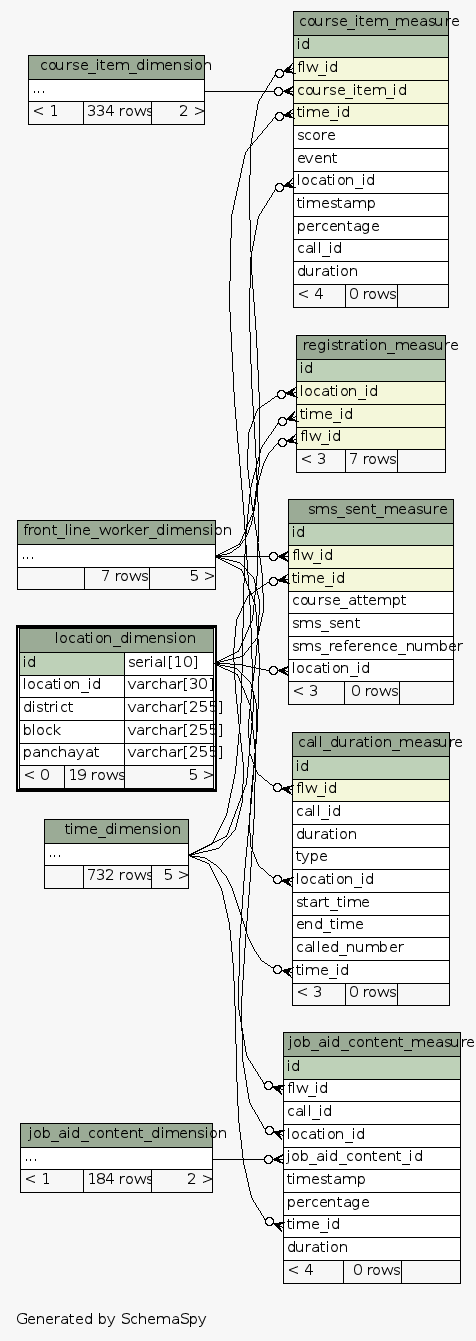 course_item_measure
id
flw_id
course_item_id
time_id
score
event
location_id
timestamp
percentage
call_id
duration
< 4 0 rows
course_item_dimension
...
< 1 334 rows 2 >
registration_measure
id
location_id
time_id
flw_id
< 3 7 rows
front_line_worker_dimension
...
7 rows 5 >
sms_sent_measure
id
flw_id
time_id
course_attempt
sms_sent
sms_reference_number
location_id
< 3 0 rows
location_dimension
id serial[10]
location_id varchar[30]
district varchar[255]
block varchar[255]
panchayat varchar[255]
< 0 19 rows 5 >
call_duration_measure
id
flw_id
call_id
duration
type
location_id
start_time
end_time
called_number
time_id
< 3 0 rows
time_dimension
...
732 rows 5 >
job_aid_content_measure
id
flw_id
call_id
location_id
job_aid_content_id
timestamp
percentage
time_id
duration
< 4 0 rows
job_aid_content_dimension
...
< 1 184 rows 2 >
Generated by SchemaSpy